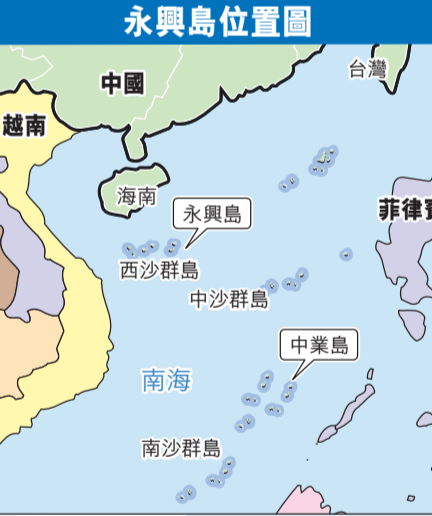 永興島位置圖
中國
台灣
越南
海南
永興島
菲律賓
西沙群島
中沙群島
中業島
南海
南沙群島